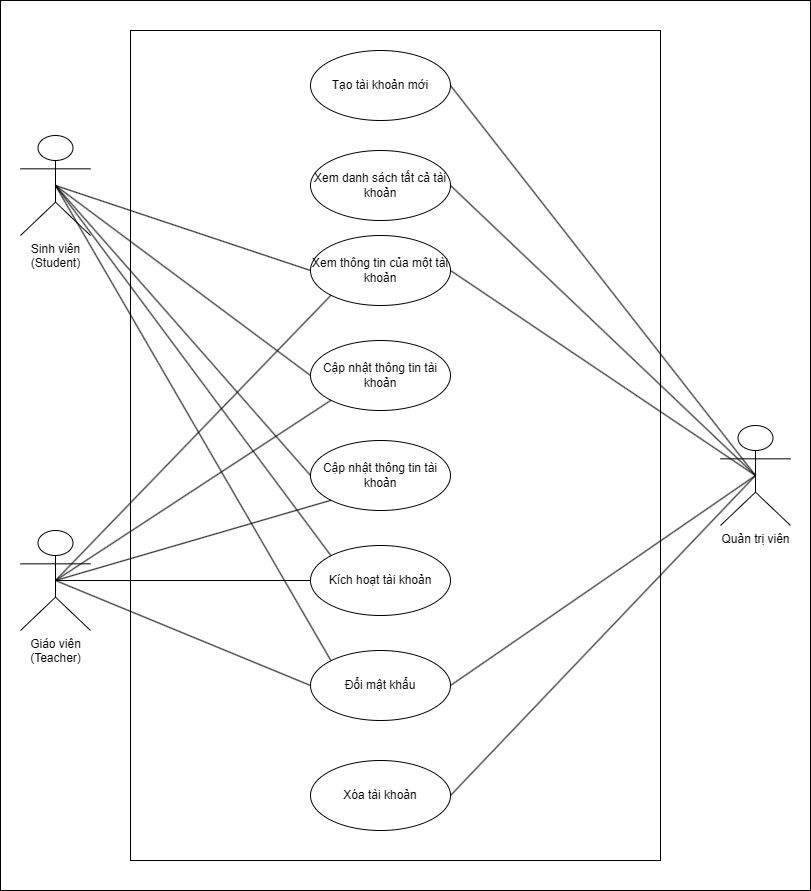 Tạo tài khoản mới
Xem danh sách tất cả tài
khoản
Sinh viên
(Student)
Xem thông tin của một tài
khoản
Cập nhật thông tin tài
khoản
Cập nhật thông tin tài
khoản
Quản trị viên
Kích hoạt tài khoản
Giáo viên
(Teacher)
Đổi mật khẩu
Xóa tài khoản